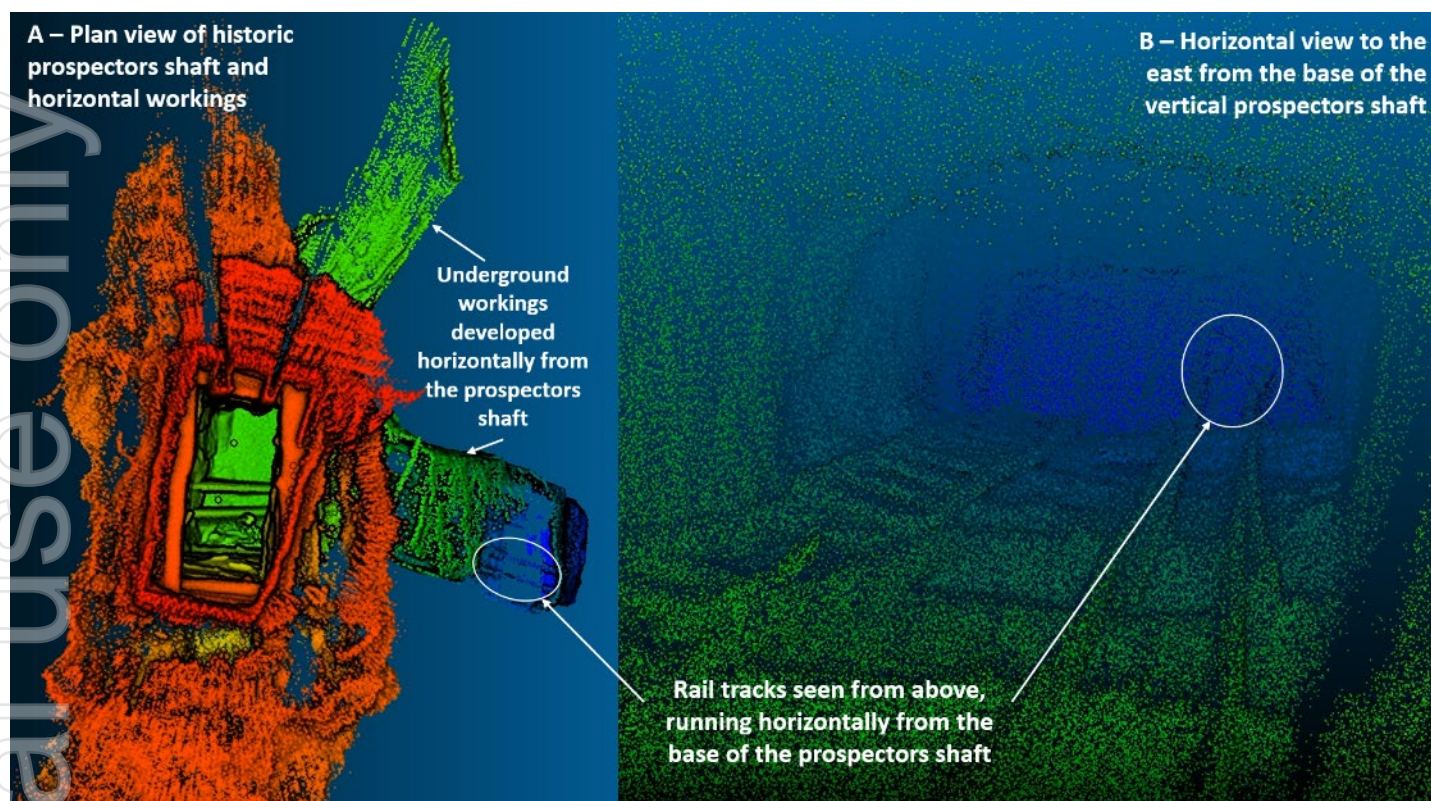 A – Plan view of historic
prospectors shaft and
horizontal workings
B – Horizontal view to the
east from the base of the
vertical prospectors shaft
Underground
workings
developed
horizontally from
the prospectors
shaft
Rail tracks seen from above,
running horizontally from the
base of the prospectors shaft
use only